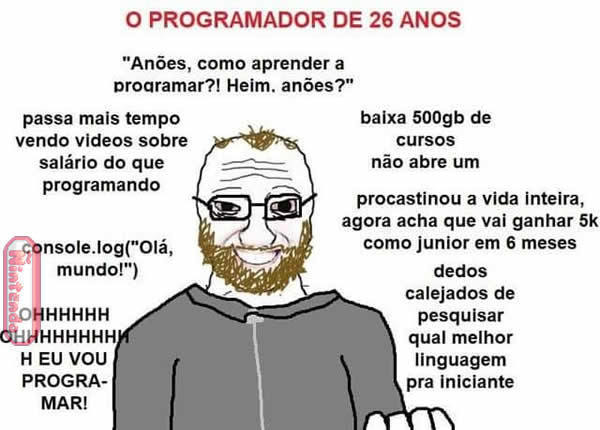 O PROGRAMADOR DE 26 ANOS
"Anões, como aprender a
programar?! Heim, anões?"
passa mais tempo
vendo videos sobre
salário do que
programando
baixa 500gb de
cursos
não abre um
procastinou a vida inteira,
agora acha que vai ganhar 5k
como junior em 6 meses
console.log("Olá,
mundo!")
dedos
calejados de
pesquisar
qual melhor
linguagem
pra iniciante
OHHHHHH
OHHHHHHHHH
H EU VOU
PROGRA-
MAR!
Nintendo